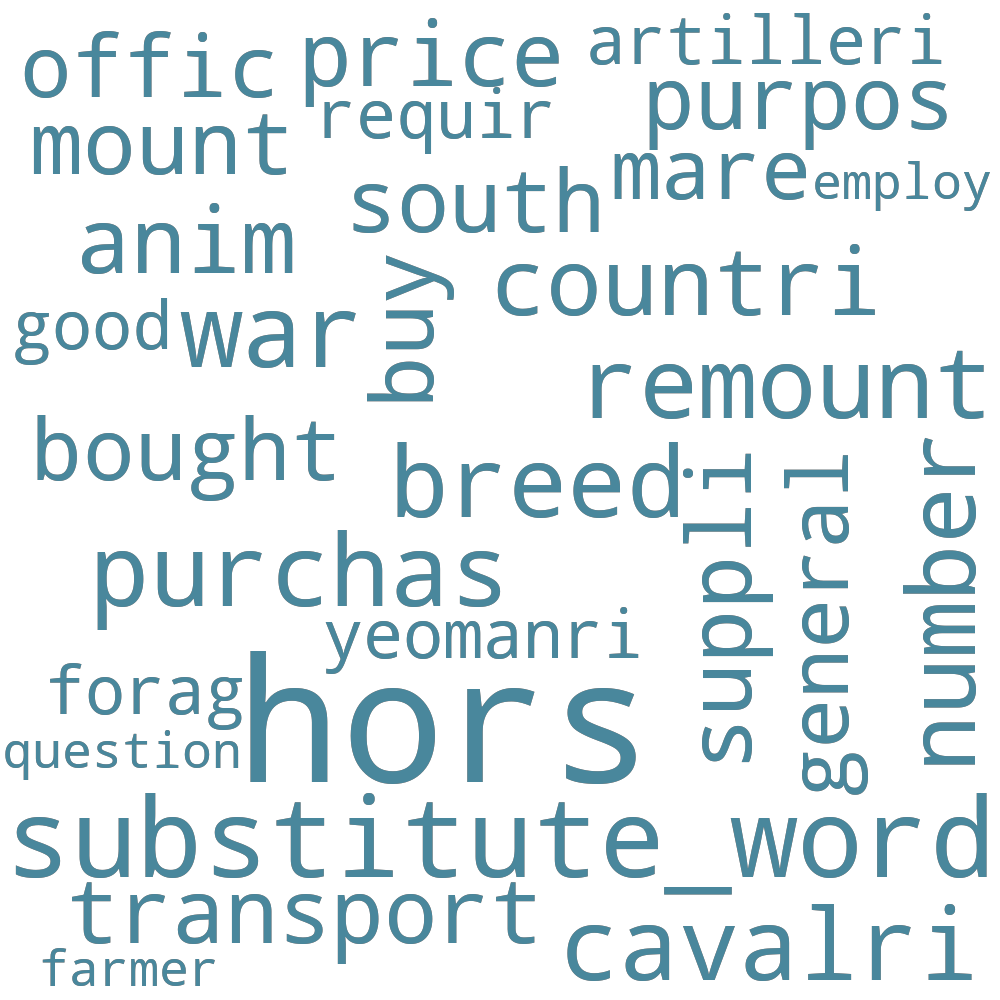 offic
price
artilleri
requir
purpos
mount
mare
employ
south
anim
buy
countri
good
war
remount
bought
breed
suppli
general
number
purchas
yeomanri
forag
hors
question
substitute_word
transport
cavalri
farmer